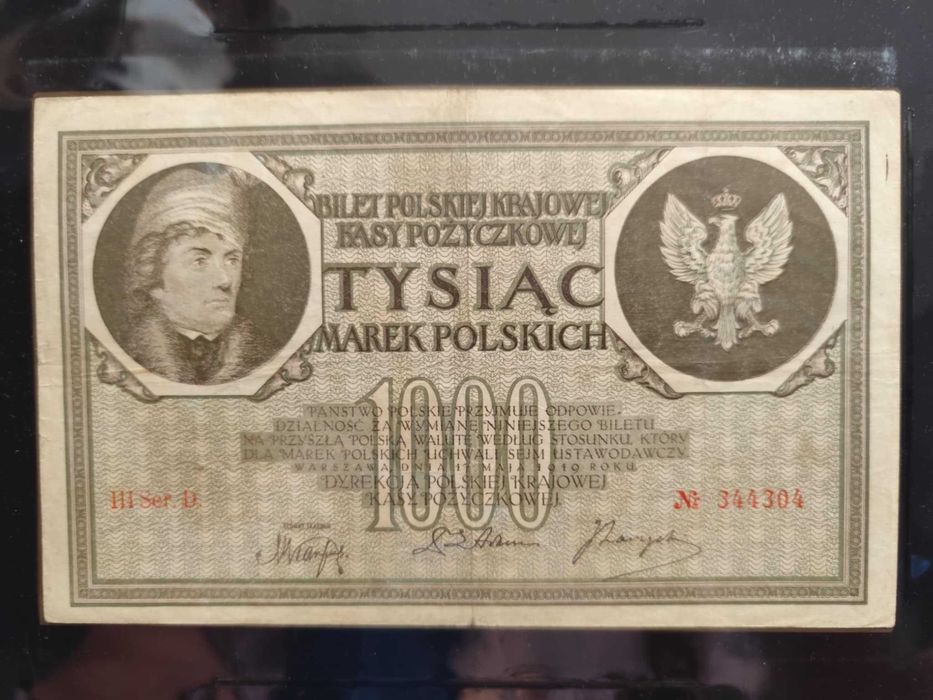 BILET POLSKIEJ KRAJOWEJ
KASY POŻYCZKOWEJ
TYSIĄC
MAREK POLSKICH
1000
PAŃSTWO POLSKIE PRZYJMUJE ODPOWIE-
DZIALNOŚĆ ZA WYMIANĘ NINIEJSZEGO BILETU
NA PRZYSZŁĄ POLSKĄ WALUTĘ WEDŁUG STOSUNKU, KTÓRY
DLA MAREK POLSKICH UCHWALI SEJM USTAWODAWCZY.
WARSZAWA, DNIA 17 MAJA 1919 ROKU
DYREKCJA POLSKIEJ KRAJOWEJ
KASY POŻYCZKOWEJ.
III Ser. D.
№ 344304